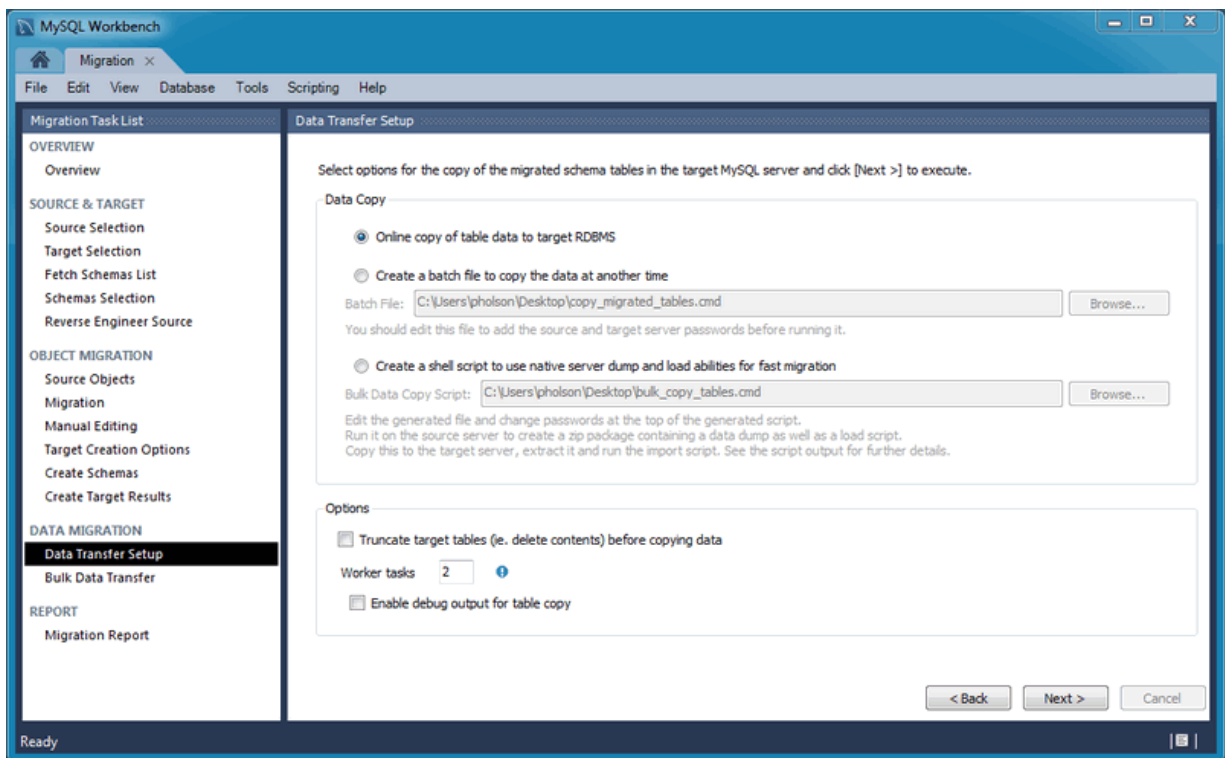 MySQL Workbench
Migration
File Edit View Database Tools Scripting Help
Migration Task List
OVERVIEW
Overview
SOURCE & TARGET
Source Selection
Target Selection
Fetch Schemas List
Schemas Selection
Reverse Engineer Source
OBJECT MIGRATION
Source Objects
Migration
Manual Editing
Target Creation Options
Create Schemas
Create Target Results
DATA MIGRATION
Data Transfer Setup
Bulk Data Transfer
REPORT
Migration Report
Data Transfer Setup
Select options for the copy of the migrated schema tables in the target MySQL server and click [Next >] to execute.
Data Copy
Online copy of table data to target RDBMS
Create a batch file to copy the data at another time
Batch File: C:\Users\pholson\Desktop\copy_migrated_tables.cmd Browse...
You should edit this file to add the source and target server passwords before running it.
Create a shell script to use native server dump and load abilities for fast migration
Bulk Data Copy Script: C:\Users\pholson\Desktop\bulk_copy_tables.cmd Browse...
Edit the generated file and change passwords at the top of the generated script.
Run it on the source server to create a zip package containing a data dump as well as a load script.
Copy this to the target server, extract it and run the import script. See the script output for further details.
Options
Truncate target tables (ie. delete contents) before copying data
Worker tasks 2
Enable debug output for table copy
< Back Next > Cancel
Ready